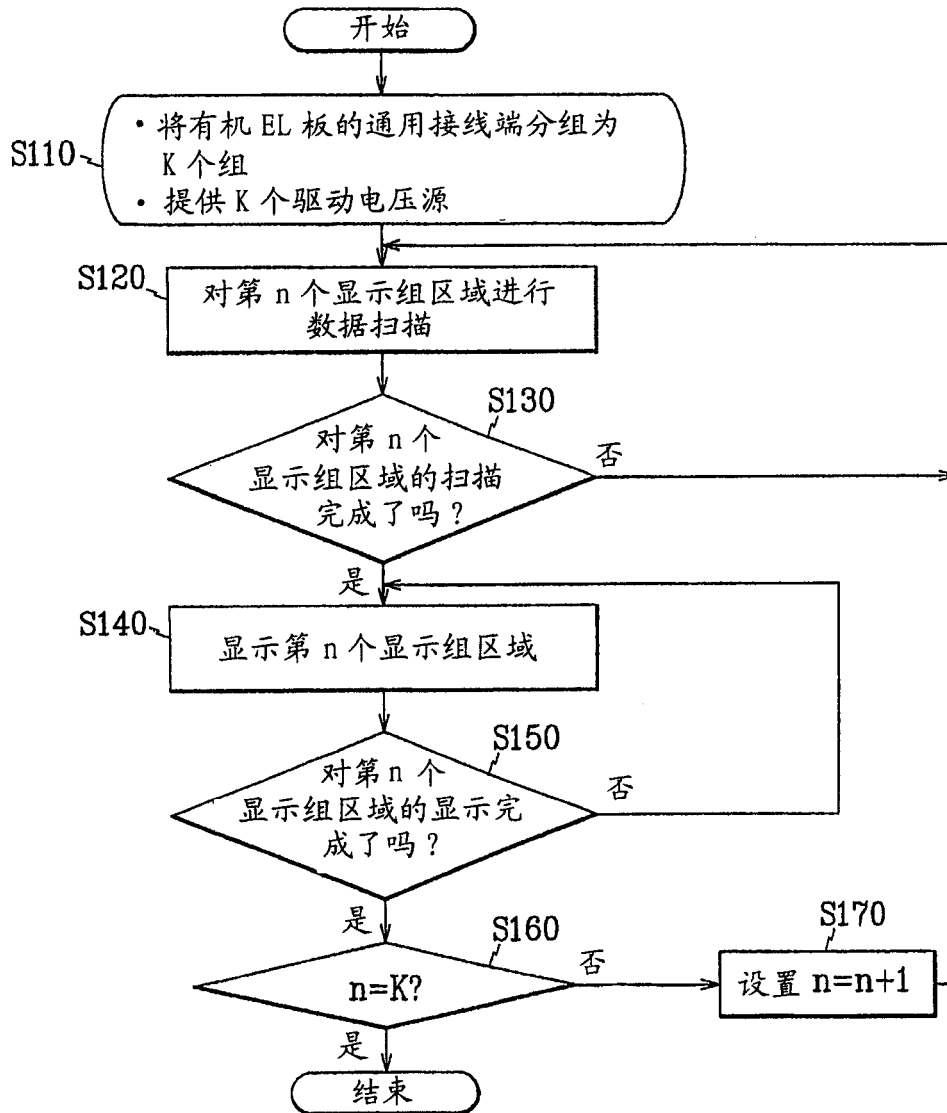 开始
S110
· 将有机 EL 板的通用接线端分组为
K 个组
· 提供 K 个驱动电压源
S120
对第 n 个显示组区域进行
数据扫描
S130
对第 n 个
显示组区域的扫描
完成了吗？
否
是
S140
显示第 n 个显示组区域
S150
对第 n 个
显示组区域的显示完
成了吗？
否
是
S160
n=K?
否
S170
设置 n=n+1
是
结束